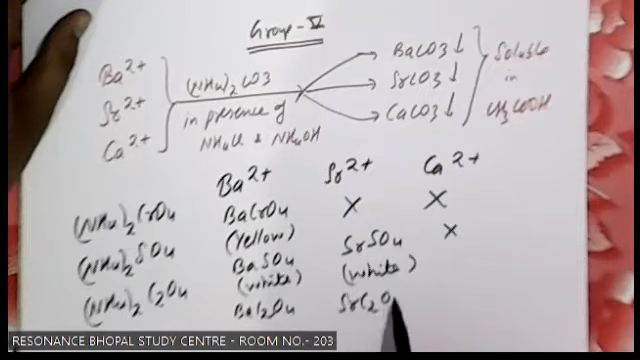 Group-V
Ba2+ (NH4)2CO3 BaCO3↓ Soluble
Sr2+ in presence of SrCO3↓ in
Ca2+ NH4Cl & NH4OH CaCO3↓ CH3COOH
Ba2+ Sr2+ Ca2+
(NH4)2CrO4 BaCrO4 X X
(Yellow)
(NH4)2SO4 BaSO4 SrSO4 X
(white) (white)
(NH4)2C2O4 BaC2O4 SrC2O
RESONANCE BHOPAL STUDY CENTRE - ROOM NO.- 203